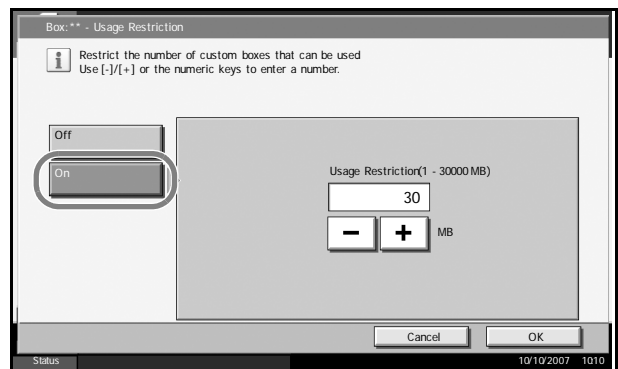 Box:** - Usage Restriction
Restrict the number of custom boxes that can be used
Use [-]/[+] or the numeric keys to enter a number.
Off
On
Usage Restriction(1 - 30000 MB)
30
− + MB
Cancel OK
Status 10/10/2007 10:10